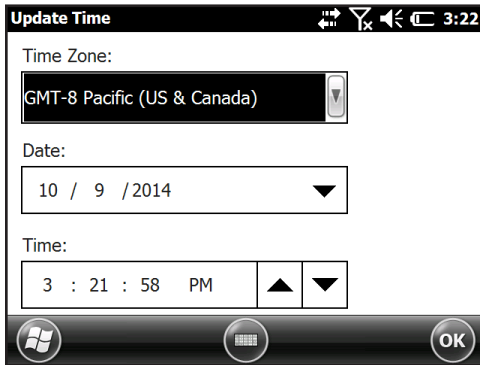 Update Time 3:22
Time Zone:
GMT-8 Pacific (US & Canada)
Date:
10 / 9 /2014
Time:
3 : 21 : 58 PM
OK